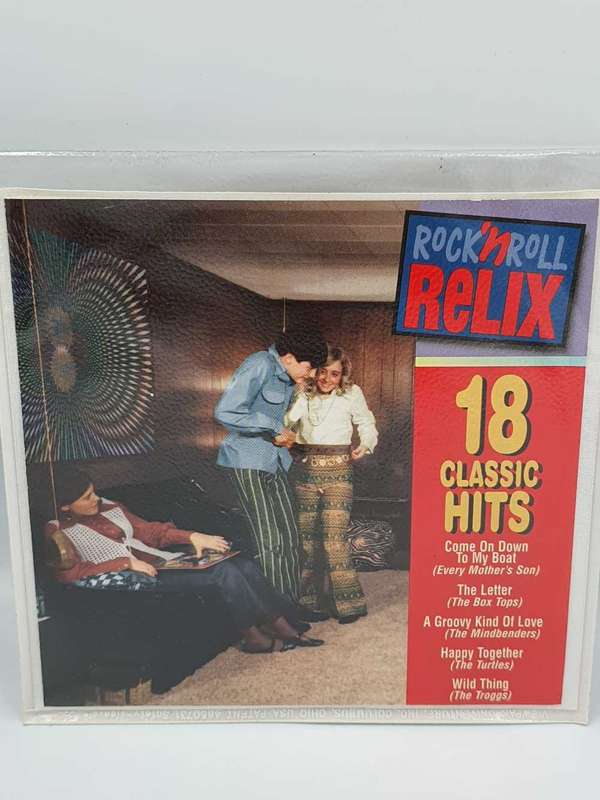 ROCK'nROLL
ReLIX
18
CLASSIC
HITS
Come On Down
To My Boat
(Every Mother's Son)
The Letter
(The Box Tops)
A Groovy Kind Of Love
(The Mindbenders)
Happy Together
(The Turtles)
Wild Thing
(The Troggs)